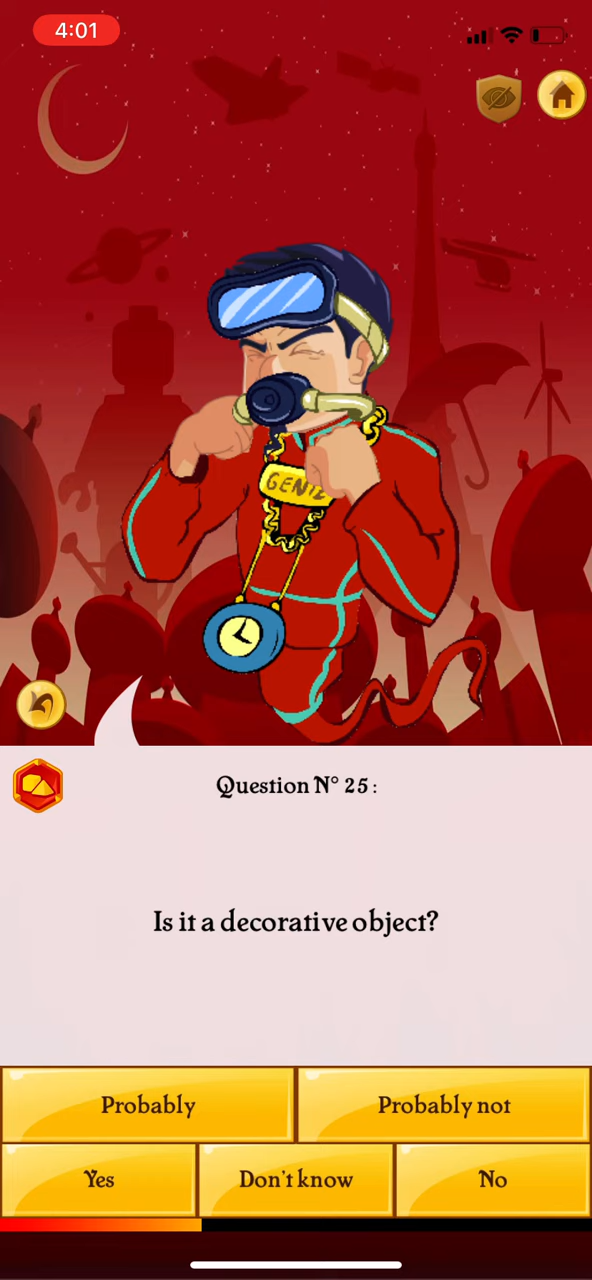 4:01
GENIE
Question N° 25 :
Is it a decorative object?
Probably
Probably not
Yes
Don't know
No